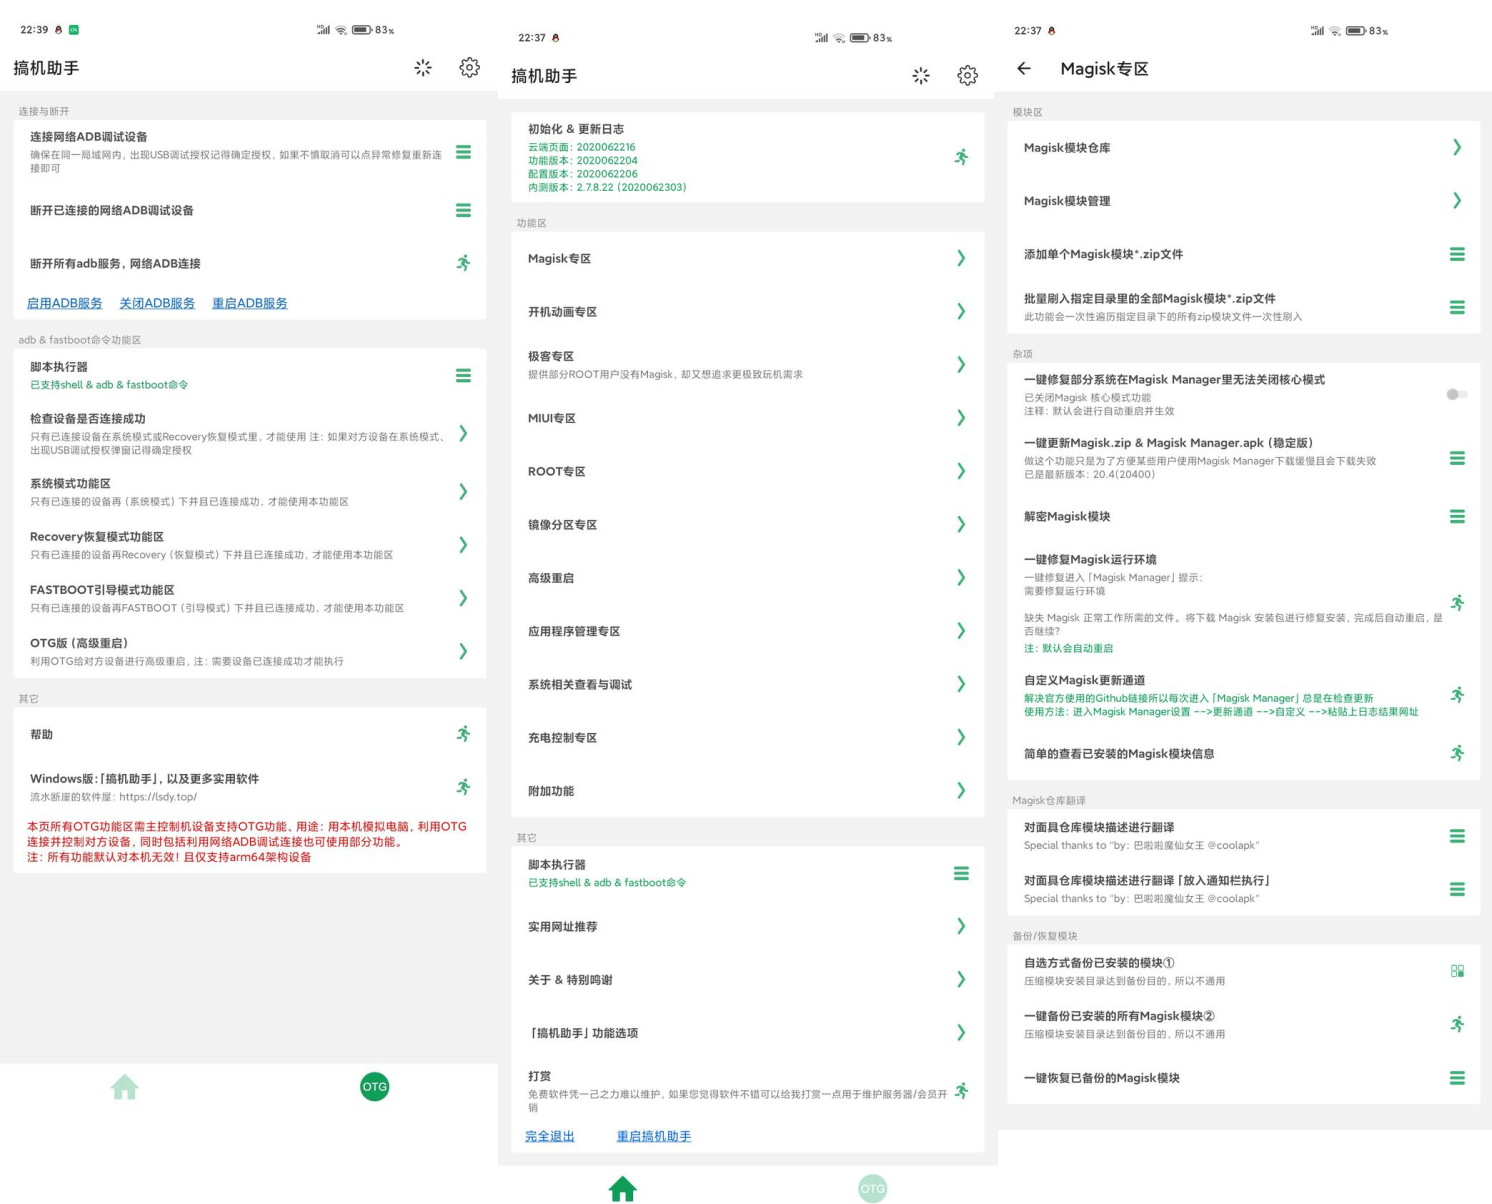 22:39
83%
搞机助手
连接与断开
连接网络ADB调试设备
确保在同一局域网内，出现USB调试授权记得确定授权，如果不慎取消可以点异常修复重新连
接即可
断开已连接的网络ADB调试设备
断开所有adb服务，网络ADB连接
启用ADB服务 关闭ADB服务 重启ADB服务
adb & fastboot命令功能区
脚本执行器
已支持shell & adb & fastboot命令
检查设备是否连接成功
只有已连接设备在系统模式或Recovery恢复模式里，才能使用 注：如果对方设备在系统模式、
出现USB调试授权弹窗记得确定授权
系统模式功能区
只有已连接的设备再（系统模式）下并且已连接成功，才能使用本功能区
Recovery恢复模式功能区
只有已连接的设备再Recovery（恢复模式）下并且已连接成功，才能使用本功能区
FASTBOOT引导模式功能区
只有已连接的设备再FASTBOOT（引导模式）下并且已连接成功，才能使用本功能区
OTG版（高级重启）
利用OTG给对方设备进行高级重启，注：需要设备已连接成功才能执行
其它
帮助
Windows版：「搞机助手」，以及更多实用软件
流水断崖的软件屋：https://lsdy.top/
本页所有OTG功能区需主控制机设备支持OTG功能、用途：用本机模拟电脑，利用OTG
连接并控制对方设备，同时包括利用网络ADB调试连接也可使用部分功能。
注：所有功能默认对本机无效！且仅支持arm64架构设备
OTG
22:37
83%
搞机助手
初始化 & 更新日志
云端页面：2020062216
功能版本：2020062204
配置版本：2020062206
内测版本：2.7.8.22 (2020062303)
功能区
Magisk专区
开机动画专区
极客专区
提供部分ROOT用户没有Magisk，却又想追求更极致玩机需求
MIUI专区
ROOT专区
镜像分区专区
高级重启
应用程序管理专区
系统相关查看与调试
充电控制专区
附加功能
其它
脚本执行器
已支持shell & adb & fastboot命令
实用网址推荐
关于 & 特别鸣谢
「搞机助手」功能选项
打赏
免费软件凭一己之力难以维护，如果您觉得软件不错可以给我打赏一点用于维护服务器/会员开
销
完全退出 重启搞机助手
OTG
22:37
83%
Magisk专区
模块区
Magisk模块仓库
Magisk模块管理
添加单个Magisk模块*.zip文件
批量刷入指定目录里的全部Magisk模块*.zip文件
此功能会一次性遍历指定目录下的所有zip模块文件一次性刷入
杂项
一键修复部分系统在Magisk Manager里无法关闭核心模式
已关闭Magisk 核心模式功能
注释：默认会进行自动重启并生效
一键更新Magisk.zip & Magisk Manager.apk（稳定版）
做这个功能只是为了方便某些用户使用Magisk Manager下载缓慢且会下载失败
已是最新版本：20.4(20400)
解密Magisk模块
一键修复Magisk运行环境
一键修复进入「Magisk Manager」提示：
需要修复运行环境
缺失 Magisk 正常工作所需的文件。将下载 Magisk 安装包进行修复安装，完成后自动重启，是
否继续?
注：默认会自动重启
自定义Magisk更新通道
解决官方使用的Github链接所以每次进入「Magisk Manager」总是在检查更新
使用方法：进入Magisk Manager设置 -->更新通道 -->自定义 -->粘贴上日志结果网址
简单的查看已安装的Magisk模块信息
Magisk仓库翻译
对面具仓库模块描述进行翻译
Special thanks to "by: 巴啦啦魔仙女王 @coolapk"
对面具仓库模块描述进行翻译「放入通知栏执行」
Special thanks to "by: 巴啦啦魔仙女王 @coolapk"
备份/恢复模块
自选方式备份已安装的模块①
压缩模块安装目录达到备份目的，所以不通用
一键备份已安装的所有Magisk模块②
压缩模块安装目录达到备份目的，所以不通用
一键恢复已备份的Magisk模块